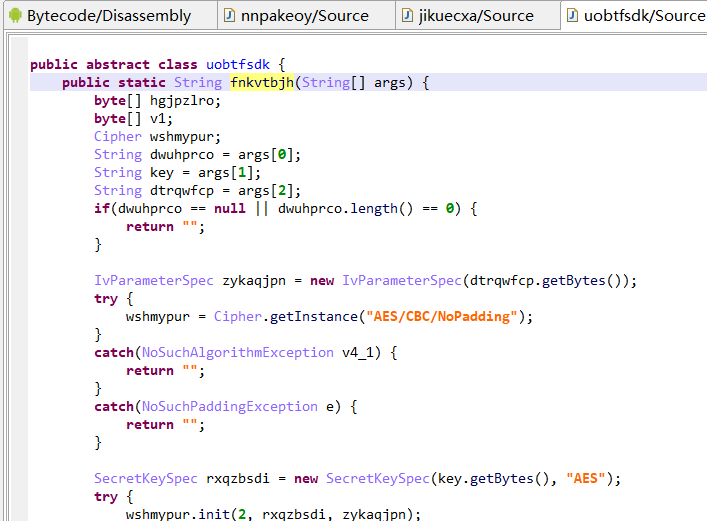 Bytecode/Disassembly nnpakeoy/Source jikuecxa/Source uobtfsdk/Source
public abstract class uobtfsdk {
public static String fnkvtbjh(String[] args) {
byte[] hgjpzlro;
byte[] v1;
Cipher wshmypur;
String dwuhprco = args[0];
String key = args[1];
String dtrqwfcp = args[2];
if(dwuhprco == null || dwuhprco.length() == 0) {
return "";
}
IvParameterSpec zykaqjpn = new IvParameterSpec(dtrqwfcp.getBytes());
try {
wshmypur = Cipher.getInstance("AES/CBC/NoPadding");
}
catch(NoSuchAlgorithmException v4_1) {
return "";
}
catch(NoSuchPaddingException e) {
return "";
}
SecretKeySpec rxqzbsdi = new SecretKeySpec(key.getBytes(), "AES");
try {
wshmypur.init(2, rxqzbsdi, zykaqjpn);